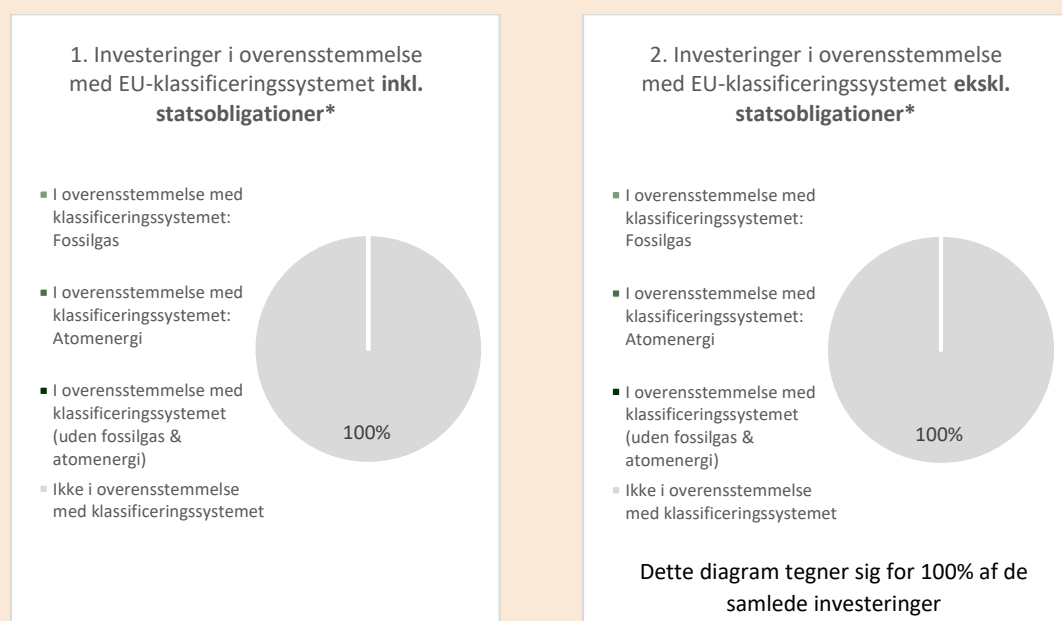 1. Investeringer i overensstemmelse
med EU-klassificeringssystemet inkl.
statsobligationer*
I overensstemmelse med
klassificeringssystemet:
Fossilgas
I overensstemmelse med
klassificeringssystemet:
Atomenergi
I overensstemmelse med
klassificeringssystemet
(uden fossilgas &
atomenergi)
Ikke i overensstemmelse
med klassificeringssystemet
100%
2. Investeringer i overensstemmelse
med EU-klassificeringssystemet ekskl.
statsobligationer*
I overensstemmelse med
klassificeringssystemet:
Fossilgas
I overensstemmelse med
klassificeringssystemet:
Atomenergi
I overensstemmelse med
klassificeringssystemet
(uden fossilgas &
atomenergi)
Ikke i overensstemmelse
med klassificeringssystemet
100%
Dette diagram tegner sig for 100% af de
samlede investeringer